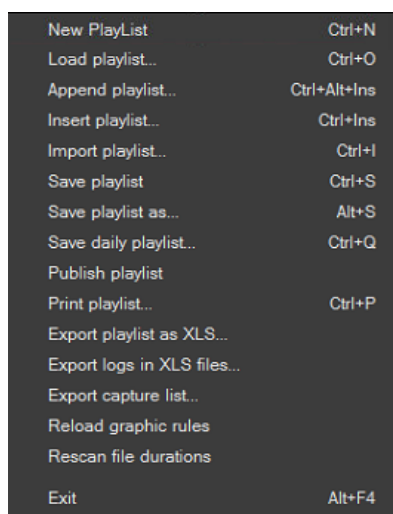 New PlayList Ctrl+N
Load playlist... Ctrl+O
Append playlist... Ctrl+Alt+Ins
Insert playlist... Ctrl+Ins
Import playlist... Ctrl+I
Save playlist Ctrl+S
Save playlist as... Alt+S
Save daily playlist... Ctrl+Q
Publish playlist
Print playlist... Ctrl+P
Export playlist as XLS...
Export logs in XLS files...
Export capture list...
Reload graphic rules
Rescan file durations
Exit Alt+F4